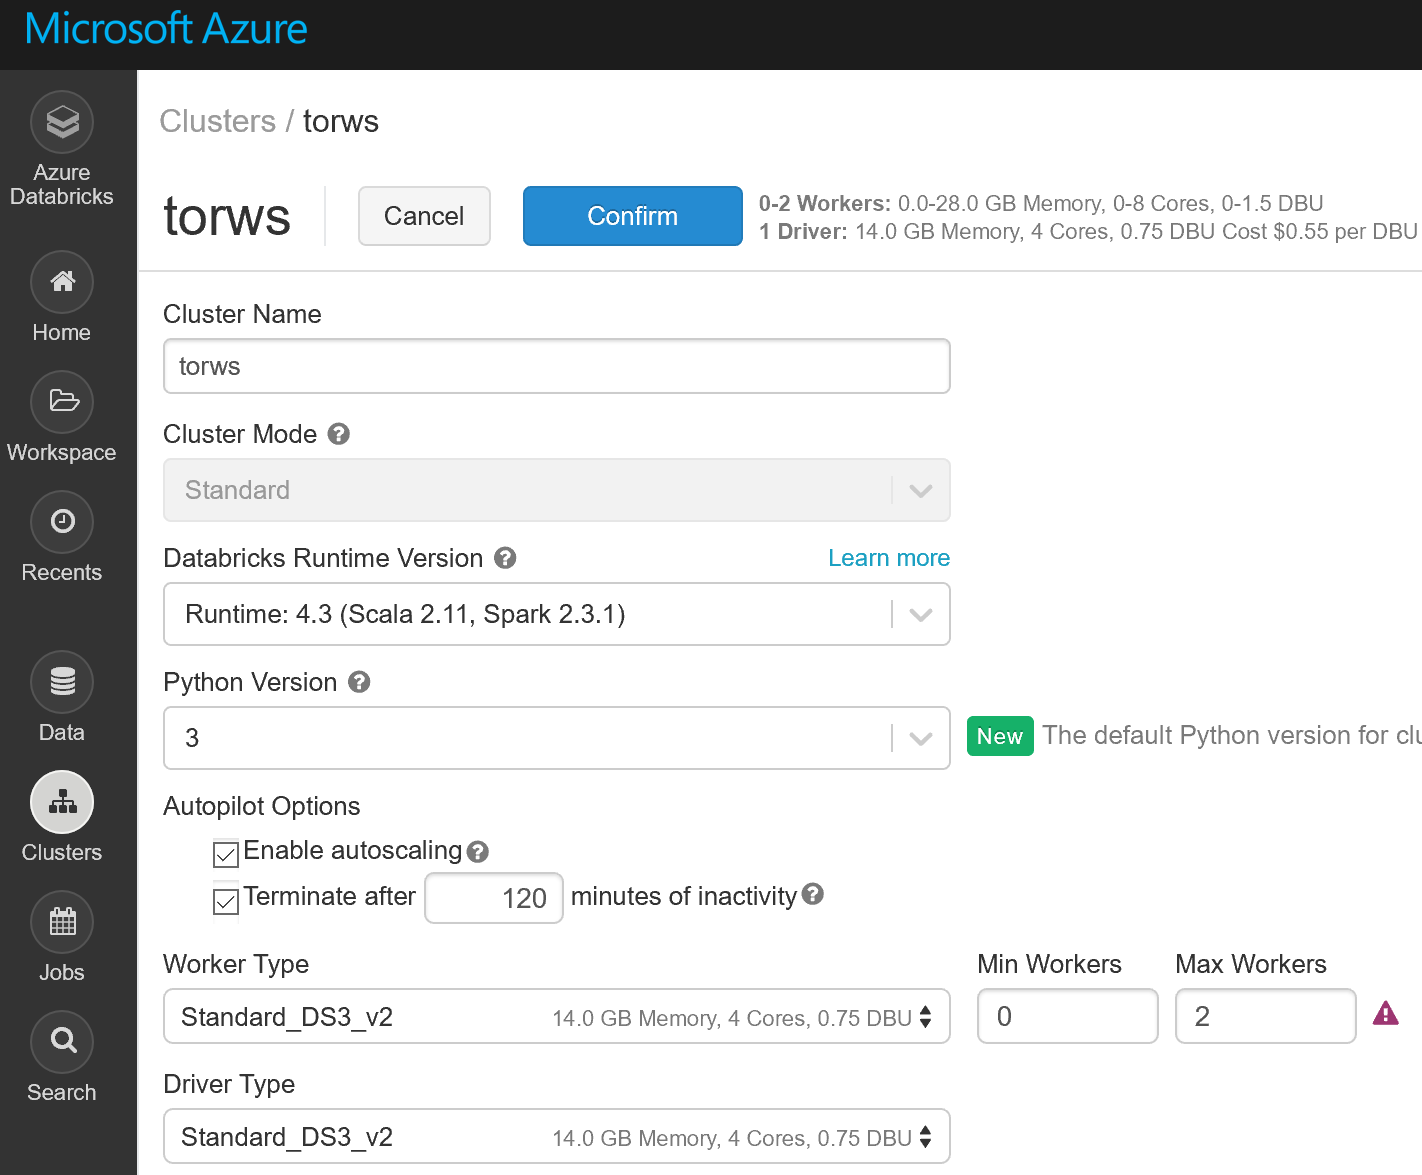 Microsoft Azure
Azure
Databricks
Home
Workspace
Recents
Data
Clusters
Jobs
Search
Clusters / torws
torws
Cancel
Confirm
0-2 Workers: 0.0-28.0 GB Memory, 0-8 Cores, 0-1.5 DBU
1 Driver: 14.0 GB Memory, 4 Cores, 0.75 DBU Cost $0.55 per DBU
Cluster Name
torws
Cluster Mode ?
Standard
Databricks Runtime Version ? Learn more
Runtime: 4.3 (Scala 2.11, Spark 2.3.1)
Python Version ?
3
New The default Python version for clu
Autopilot Options
Enable autoscaling ?
Terminate after 120 minutes of inactivity ?
Worker Type Min Workers Max Workers
Standard_DS3_v2 14.0 GB Memory, 4 Cores, 0.75 DBU 0 2
Driver Type
Standard_DS3_v2 14.0 GB Memory, 4 Cores, 0.75 DBU